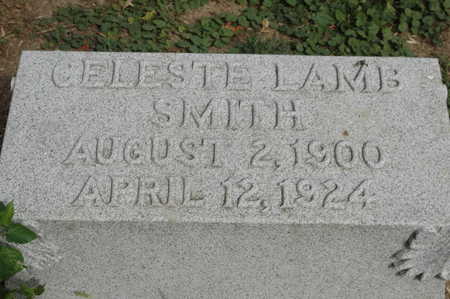 CELESTE LAMB
SMITH
AUGUST 2, 1900
APRIL 12, 1924